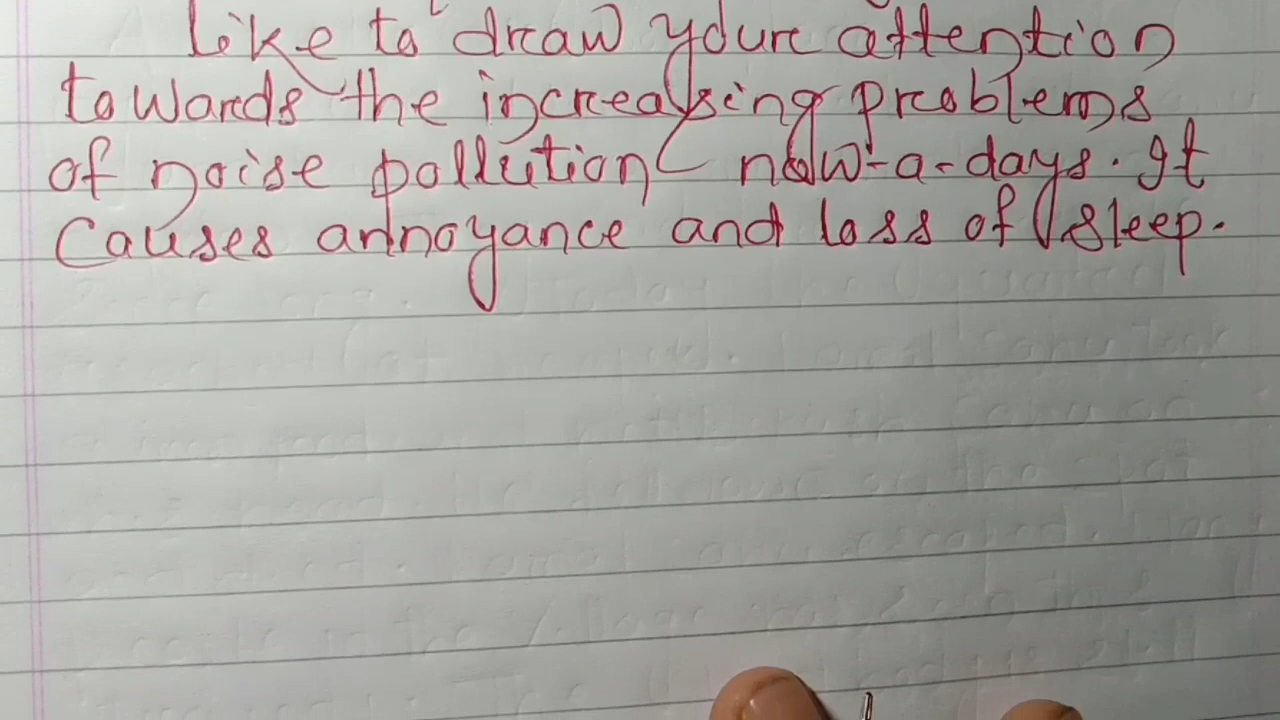 like to draw your attention
towards the increasing problems
of noise pollution now-a-days. It
causes annoyance and loss of sleep.